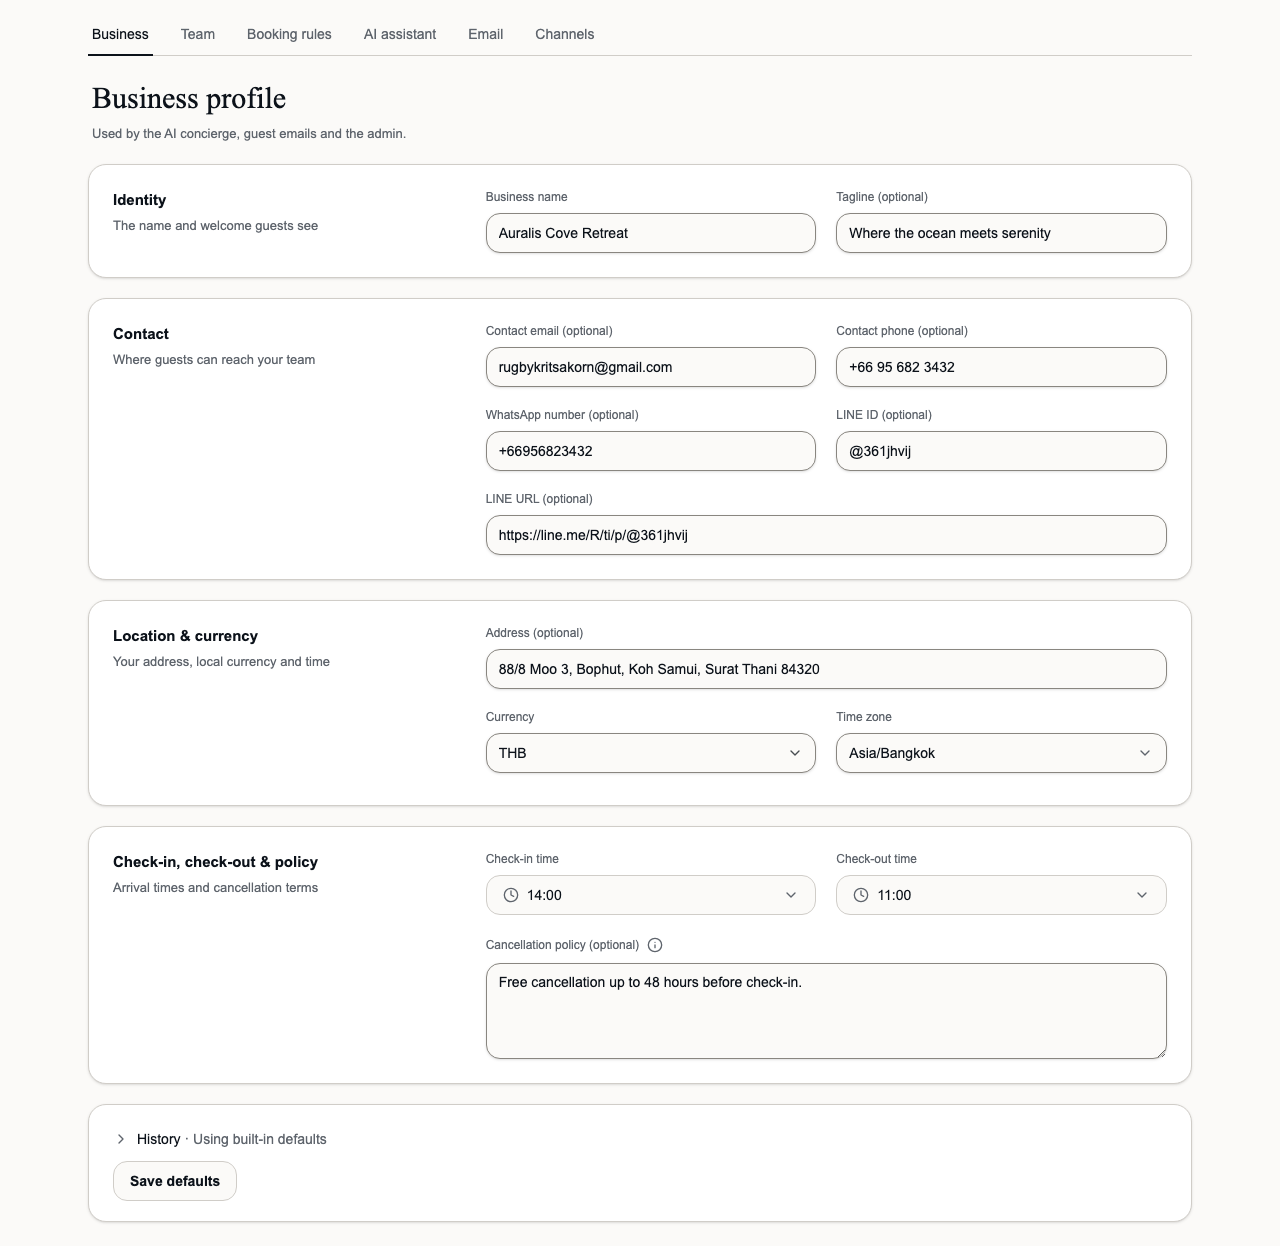 Business Team Booking rules AI assistant Email Channels
Business profile
Used by the AI concierge, guest emails and the admin.
Identity
The name and welcome guests see
Business name
Auralis Cove Retreat
Tagline (optional)
Where the ocean meets serenity
Contact
Where guests can reach your team
Contact email (optional)
rugbykritsakorn@gmail.com
Contact phone (optional)
+66 95 682 3432
WhatsApp number (optional)
+66956823432
LINE ID (optional)
@361jhvij
LINE URL (optional)
https://line.me/R/ti/p/@361jhvij
Location & currency
Your address, local currency and time
Address (optional)
88/8 Moo 3, Bophut, Koh Samui, Surat Thani 84320
Currency
THB
Time zone
Asia/Bangkok
Check-in, check-out & policy
Arrival times and cancellation terms
Check-in time
14:00
Check-out time
11:00
Cancellation policy (optional)
Free cancellation up to 48 hours before check-in.
History · Using built-in defaults
Save defaults